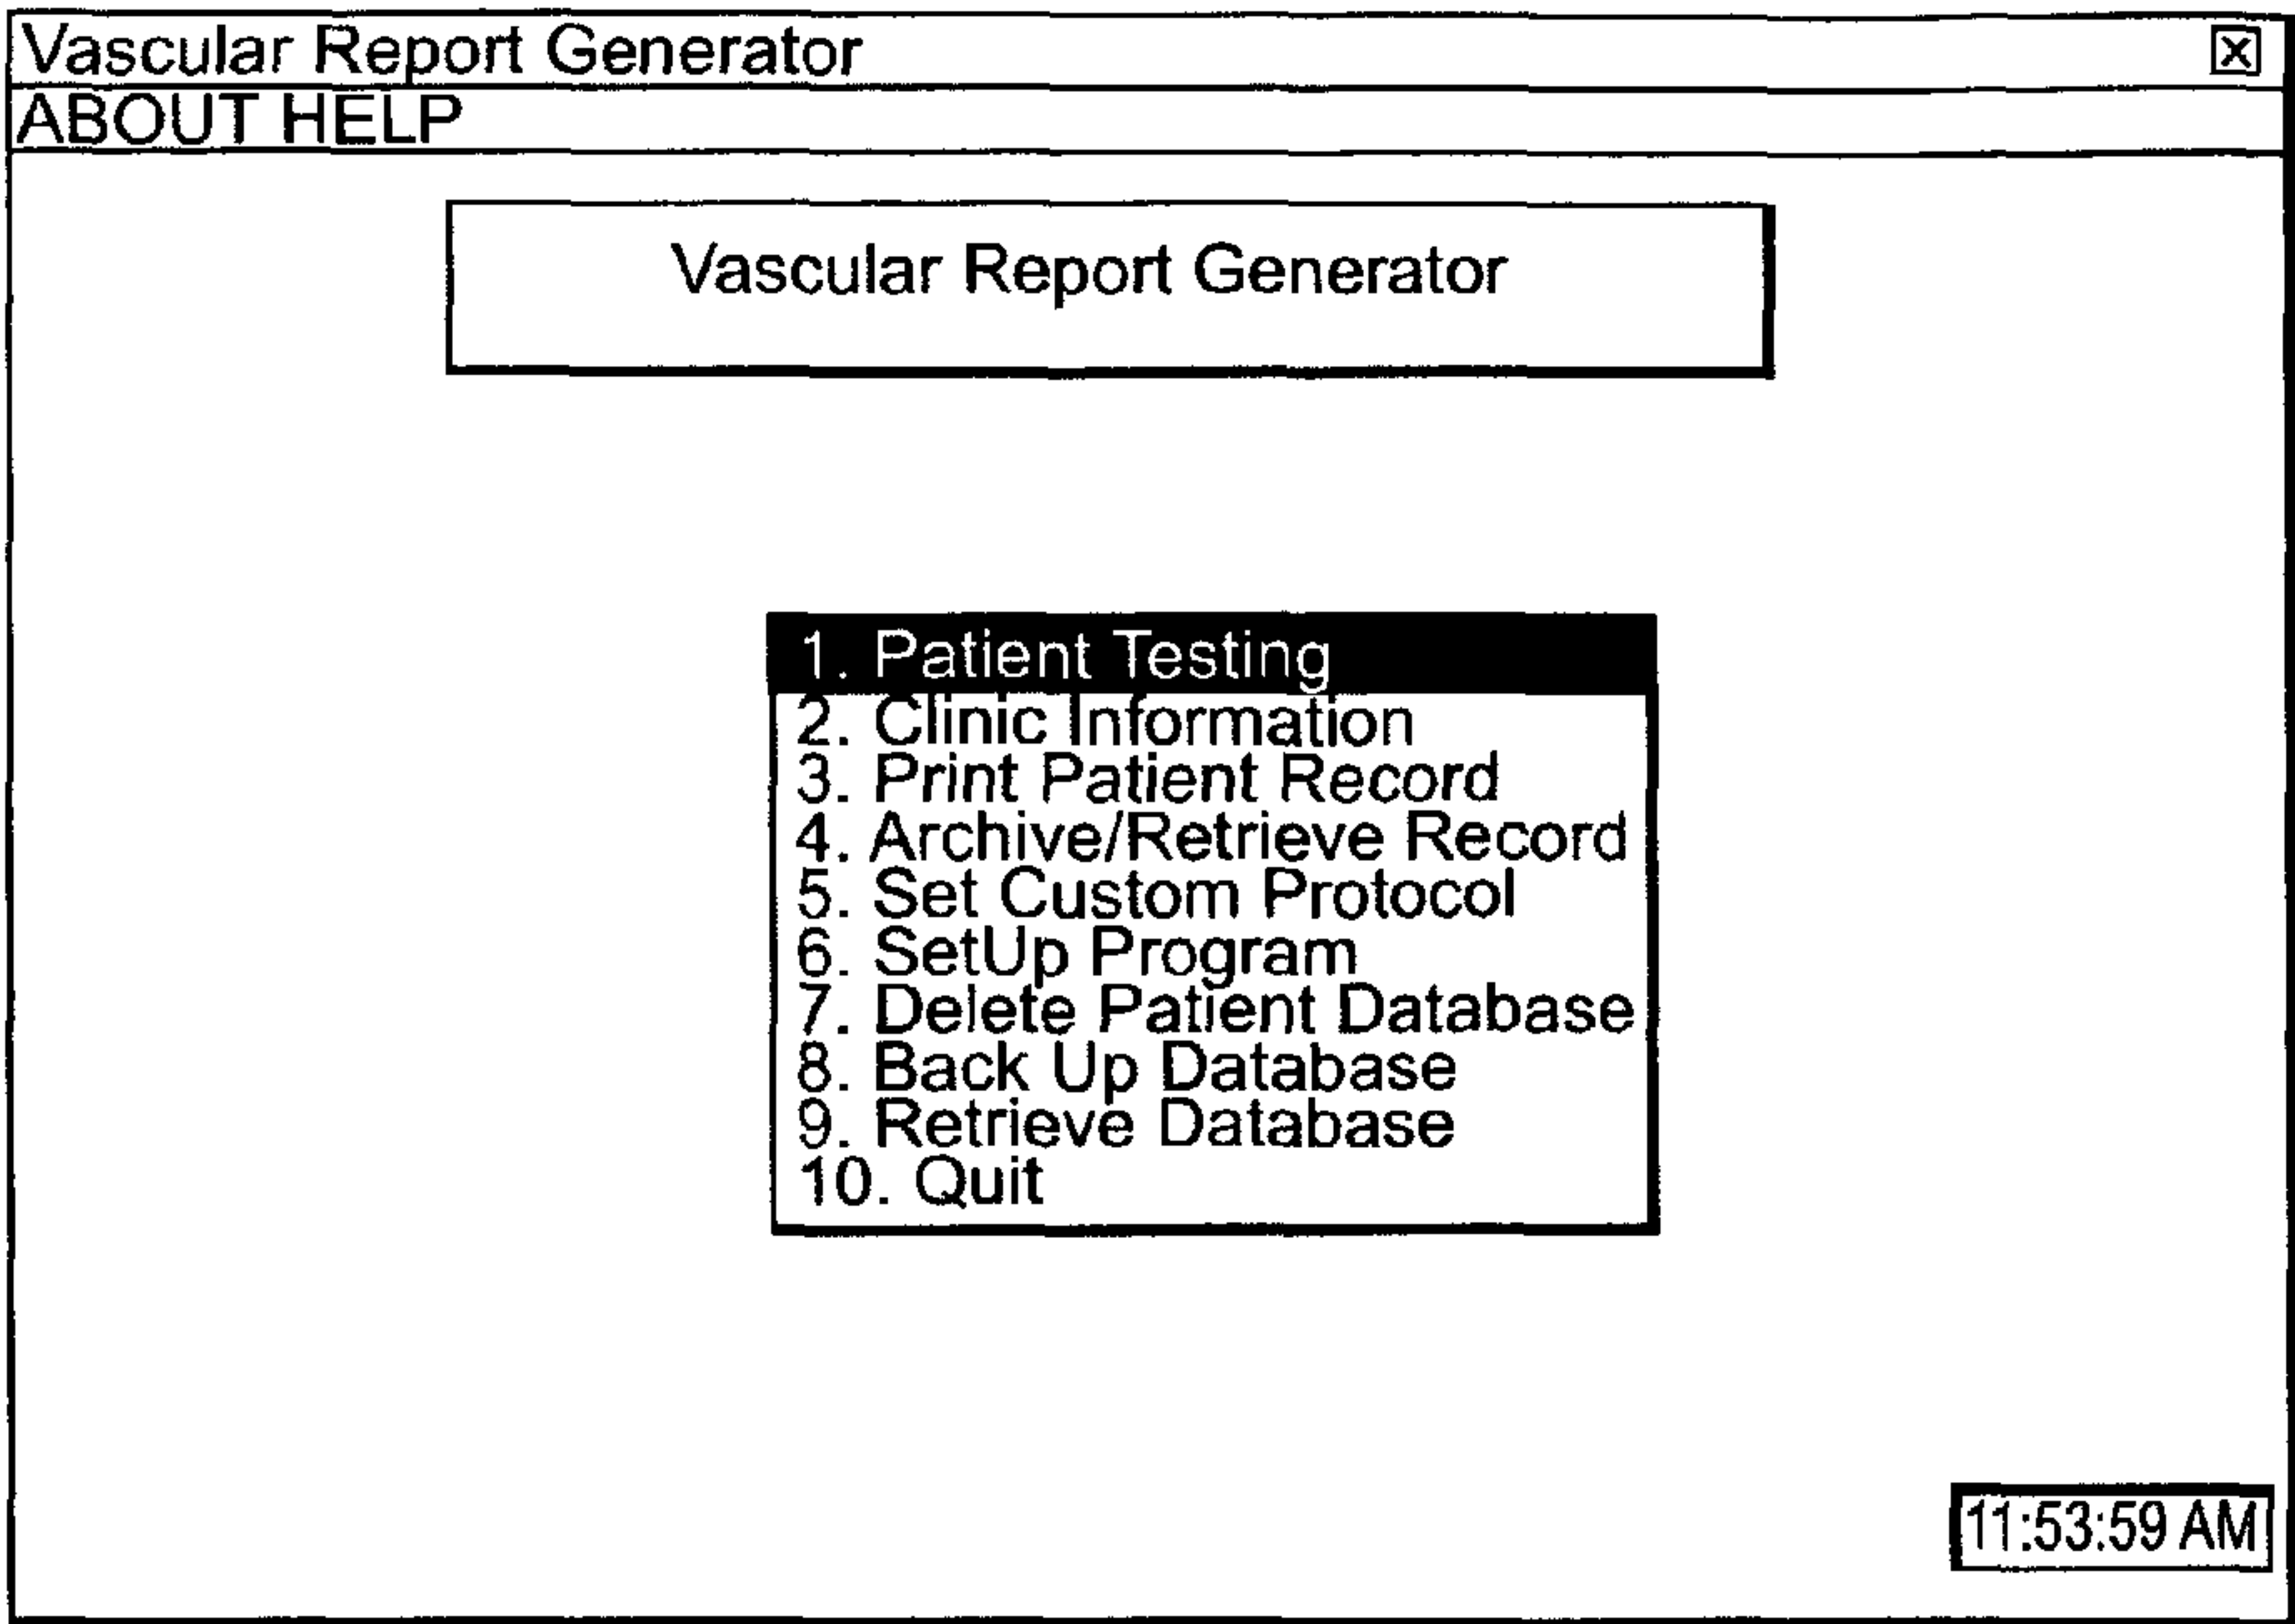 Vascular Report Generator
ABOUT HELP
Vascular Report Generator
1. Patient Testing
2. Clinic Information
3. Print Patient Record
4. Archive/Retrieve Record
5. Set Custom Protocol
6. SetUp Program
7. Delete Patient Database
8. Back Up Database
9. Retrieve Database
10. Quit
11:53:59 AM